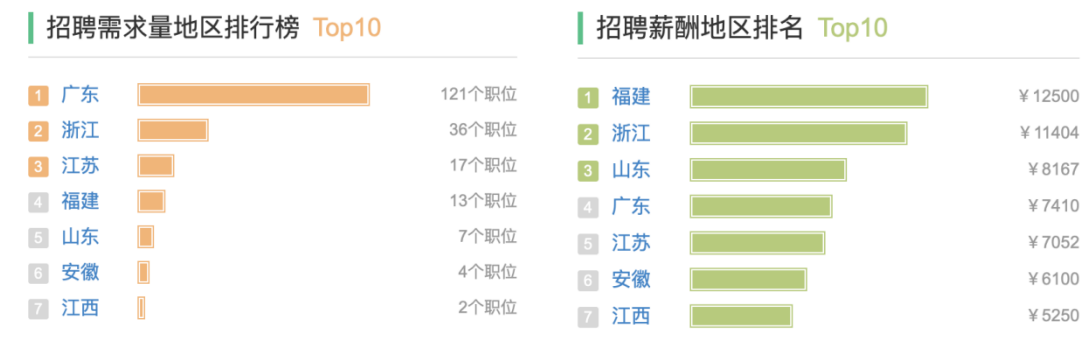 招聘需求量地区排行榜 Top10
1 广东 121个职位
2 浙江 36个职位
3 江苏 17个职位
4 福建 13个职位
5 山东 7个职位
6 安徽 4个职位
7 江西 2个职位
招聘薪酬地区排名 Top10
1 福建 ¥12500
2 浙江 ¥11404
3 山东 ¥8167
4 广东 ¥7410
5 江苏 ¥7052
6 安徽 ¥6100
7 江西 ¥5250